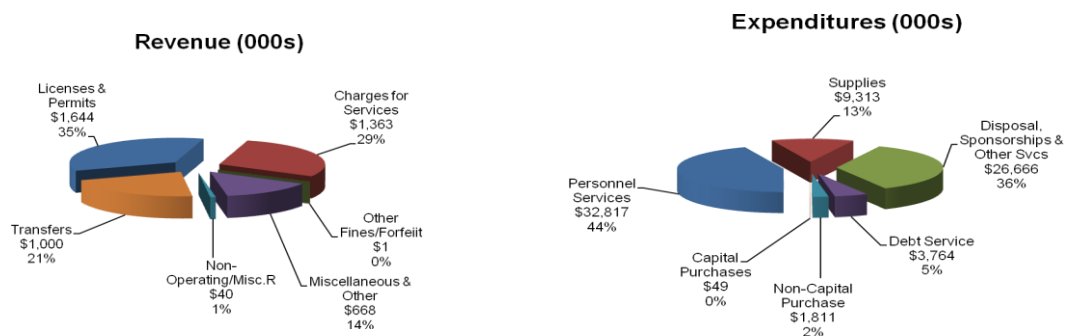 Revenue (000s)
Licenses &
Permits
$1,644
35%
Charges for
Services
$1,363
29%
Transfers
$1,000
21%
Non-
Operating/Misc.R
$40
1%
Miscellaneous &
Other
$668
14%
Other
Fines/Forfeiit
$1
0%
Expenditures (000s)
Supplies
$9,313
13%
Disposal,
Sponsorships &
Other Svcs
$26,666
36%
Personnel
Services
$32,817
44%
Capital
Purchases
$49
0%
Non-Capital
Purchase
$1,811
2%
Debt Service
$3,764
5%